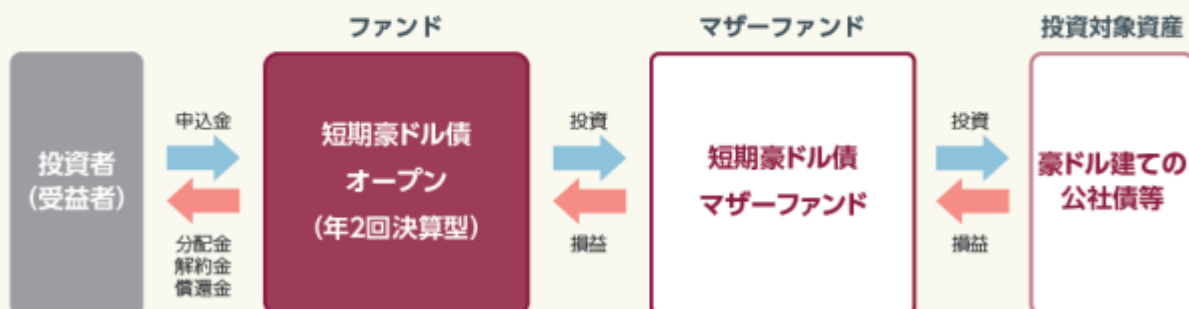 ファンド
マザーファンド
投資対象資産
投資者
(受益者)
申込金
分配金
解約金
償還金
短期豪ドル債
オープン
(年2回決算型)
投資
損益
短期豪ドル債
マザーファンド
投資
損益
豪ドル建ての
公社債等